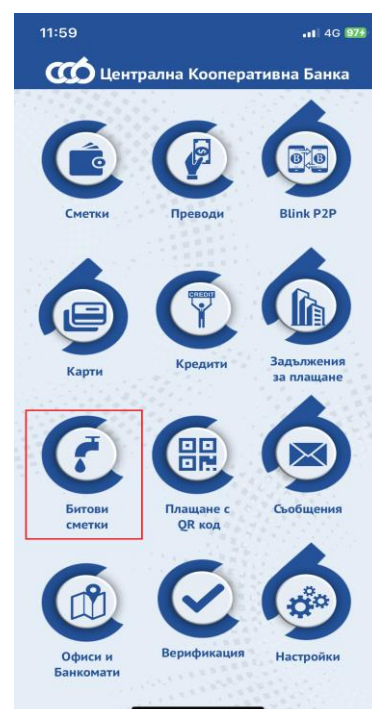 11:59
4G 97
ССб Централна Кооперативна Банка
Сметки
Преводи
Blink P2P
Карти
CREDIT
Кредити
Задължения
за плащане
Битови
сметки
Плащане с
QR код
Съобщения
Офиси и
Банкомати
Верификация
Настройки